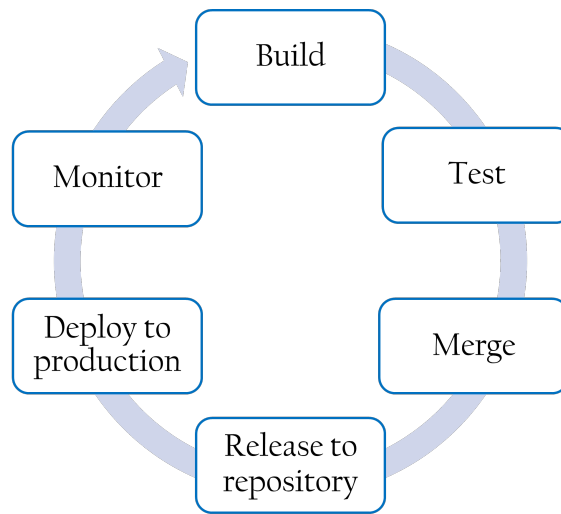 Build
Test
Merge
Release to
repository
Deploy to
production
Monitor